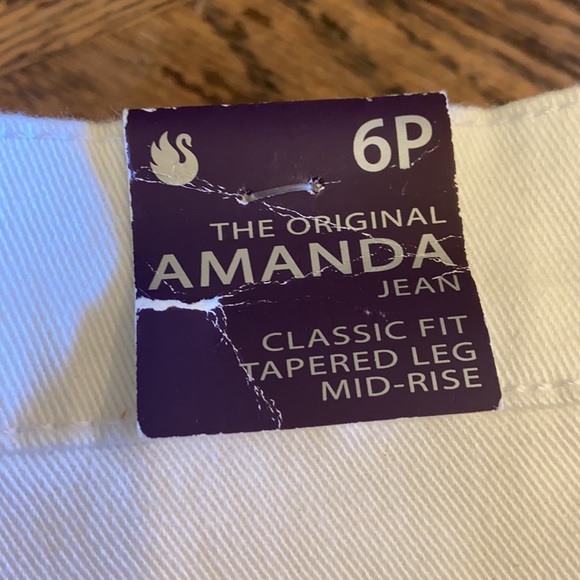 6P
THE ORIGINAL
AMANDA
JEAN
CLASSIC FIT
TAPERED LEG
MID-RISE